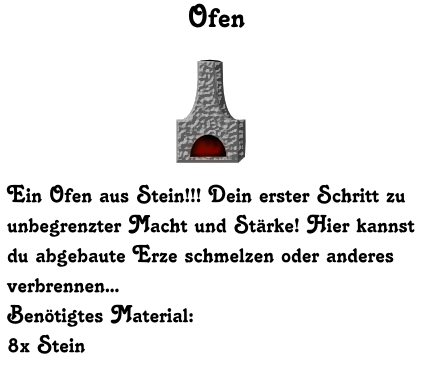 Ofen
Ein Ofen aus Stein!!! Dein erster Schritt zu
unbegrenzter Macht und Stärke! Hier kannst
du abgebaute Erze schmelzen oder anderes
verbrennen...
Benötigtes Material:
8x Stein